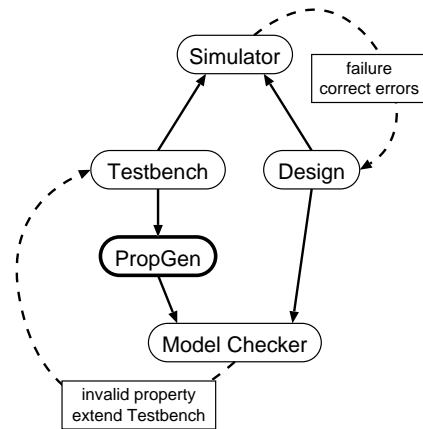 Simulator
failure
correct errors
Testbench
Design
PropGen
Model Checker
invalid property
extend Testbench